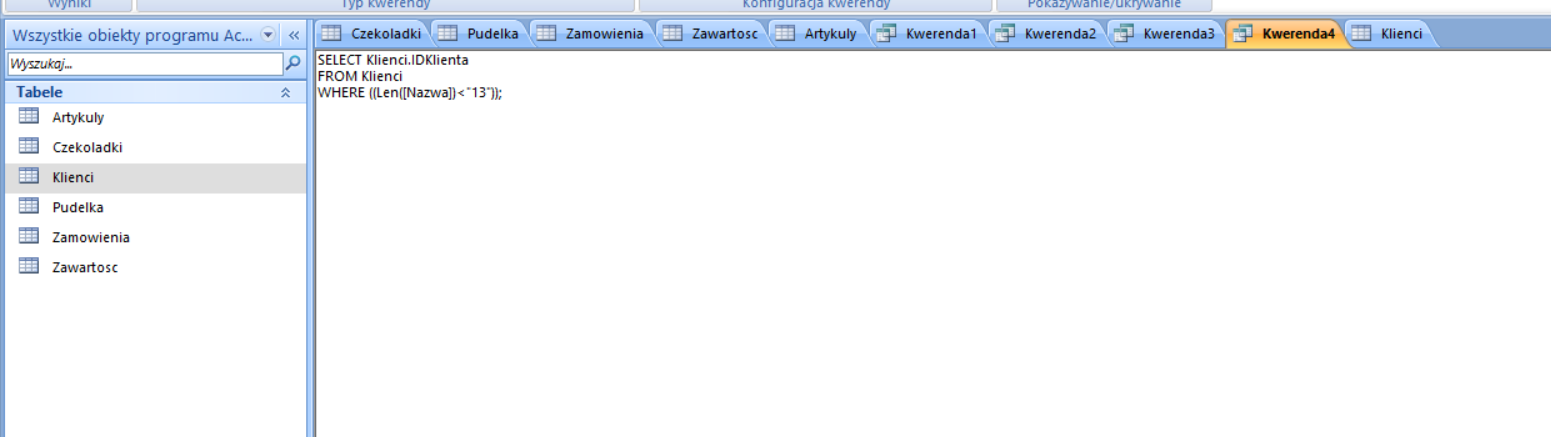 Wyniki Typ kwerendy Konfiguracja kwerendy Pokazywanie/ukrywanie
Wszystkie obiekty programu Ac... «
Czekoladki Pudelka Zamowienia Zawartosc Artykuly Kwerenda1 Kwerenda2 Kwerenda3 Kwerenda4 Klienci
Wyszukaj...
Tabele
Artykuly
Czekoladki
Klienci
Pudelka
Zamowienia
Zawartosc
SELECT Klienci.IDKlienta
FROM Klienci
WHERE ((Len([Nazwa])<"13"));